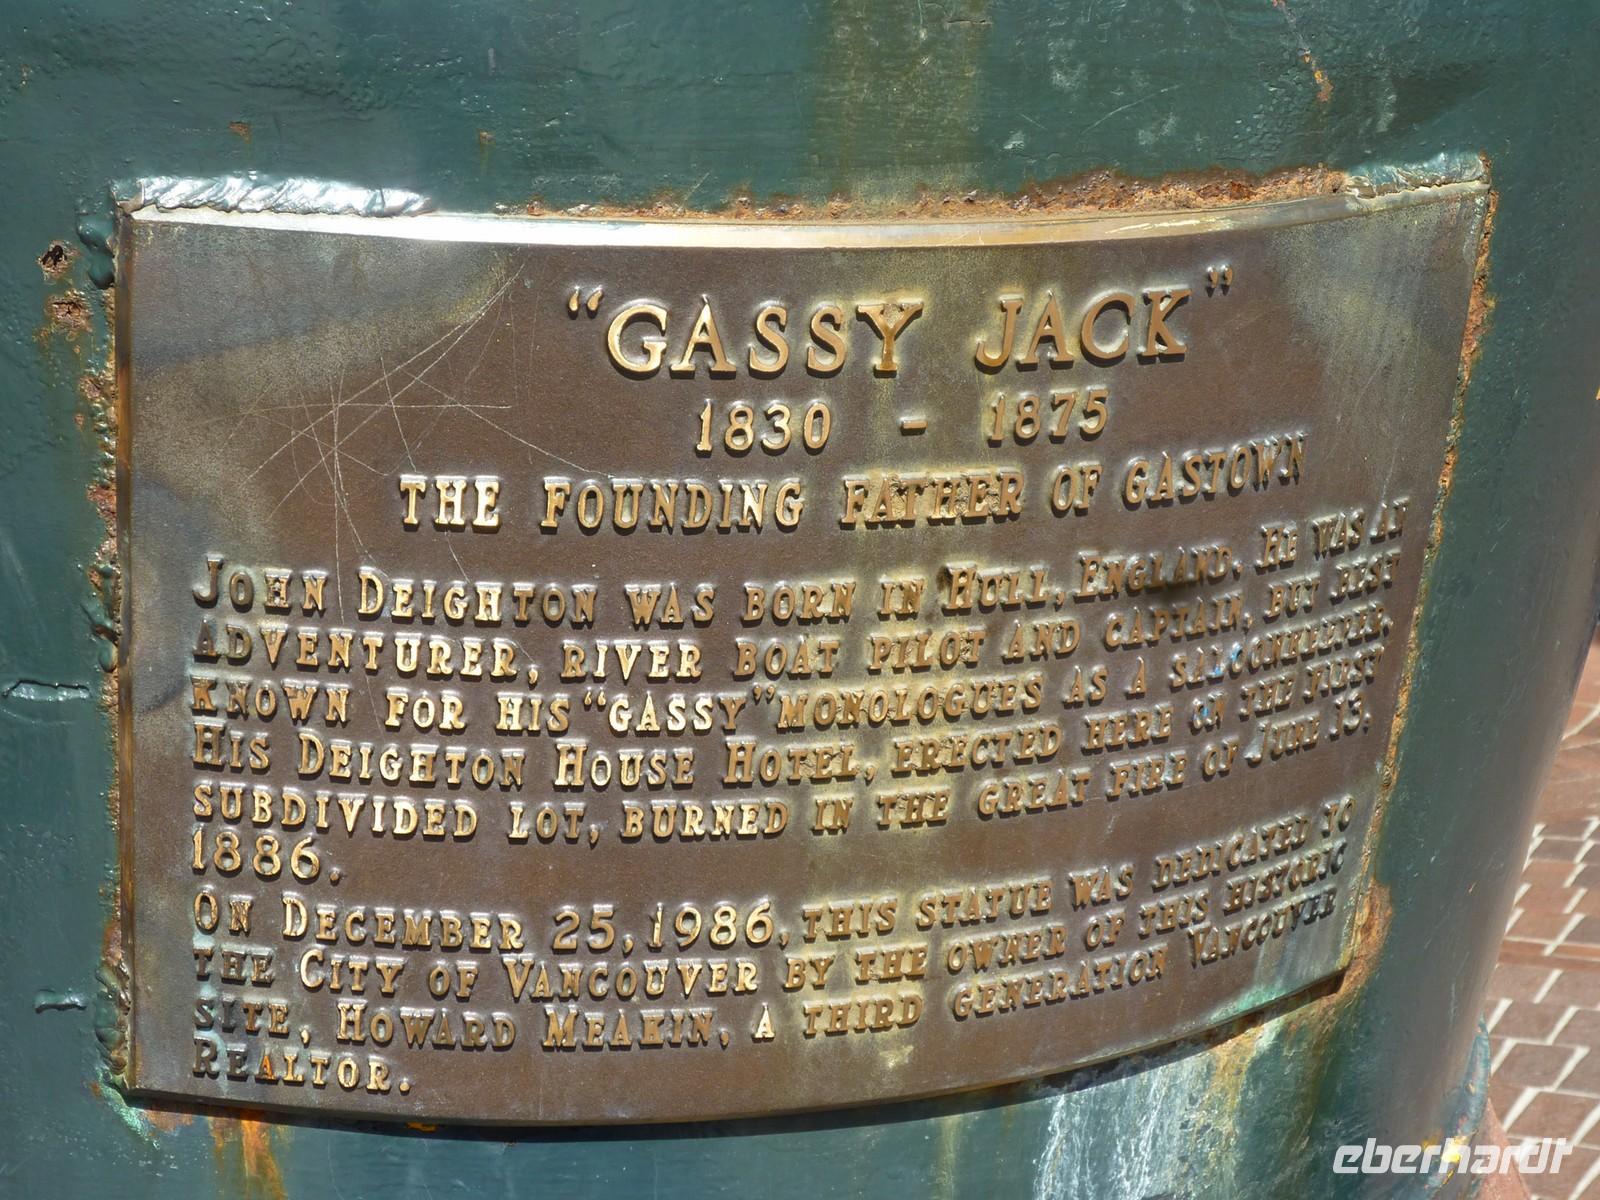 "GASSY JACK"
1830 - 1875
THE FOUNDING FATHER OF GASTOWN
JOHN DEIGHTON WAS BORN IN HULL, ENGLAND. HE WAS AN
ADVENTURER, RIVER BOAT PILOT AND CAPTAIN, BUT BEST
KNOWN FOR HIS "GASSY" MONOLOGUES AS A SALOONKEEPER.
HIS DEIGHTON HOUSE HOTEL, ERECTED HERE ON THE FIRST
SUBDIVIDED LOT, BURNED IN THE GREAT FIRE OF JUNE 13,
1886.
ON DECEMBER 25, 1986, THIS STATUE WAS DEDICATED TO
THE CITY OF VANCOUVER BY THE OWNER OF THIS HISTORIC
SITE, HOWARD MEAKIN, A THIRD GENERATION VANCOUVER
REALTOR.
eberhardt